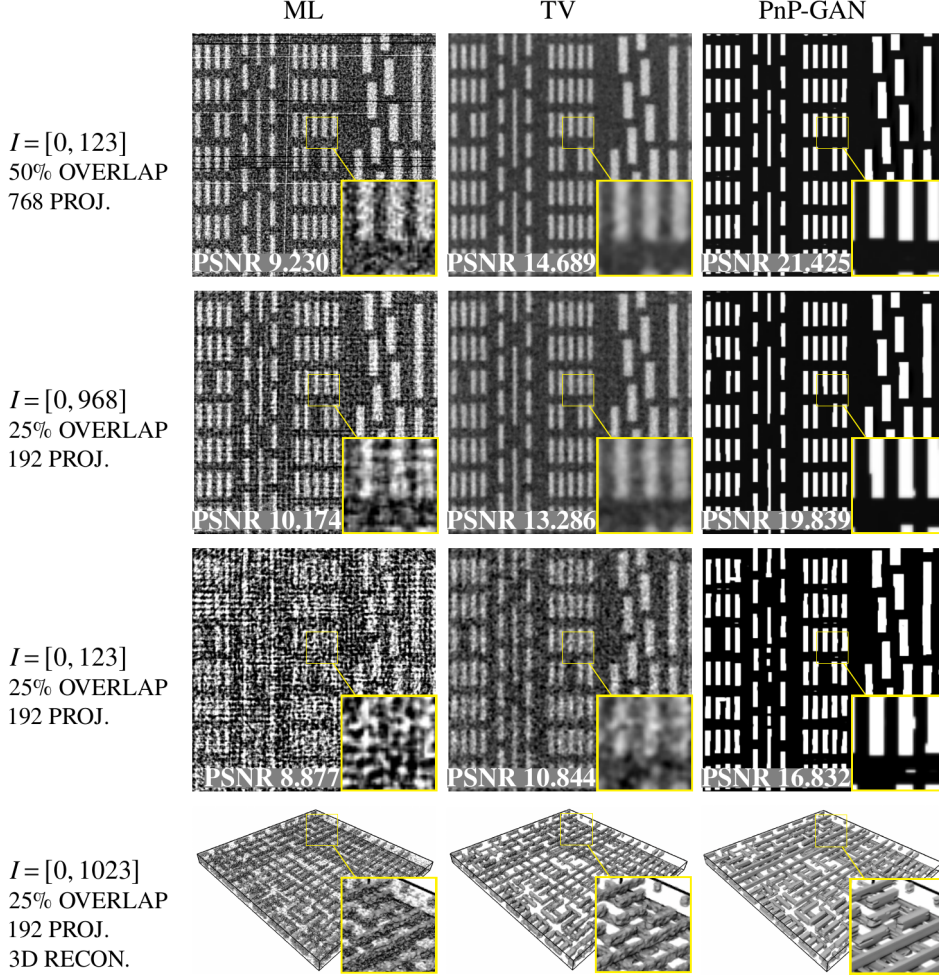 ML TV PnP-GAN
I = [0, 123]
50% OVERLAP
768 PROJ.
PSNR 9.230 PSNR 14.689 PSNR 21.425
I = [0, 968]
25% OVERLAP
192 PROJ.
PSNR 10.174 PSNR 13.286 PSNR 19.839
I = [0, 123]
25% OVERLAP
192 PROJ.
PSNR 8.877 PSNR 10.844 PSNR 16.832
I = [0, 1023]
25% OVERLAP
192 PROJ.
3D RECON.